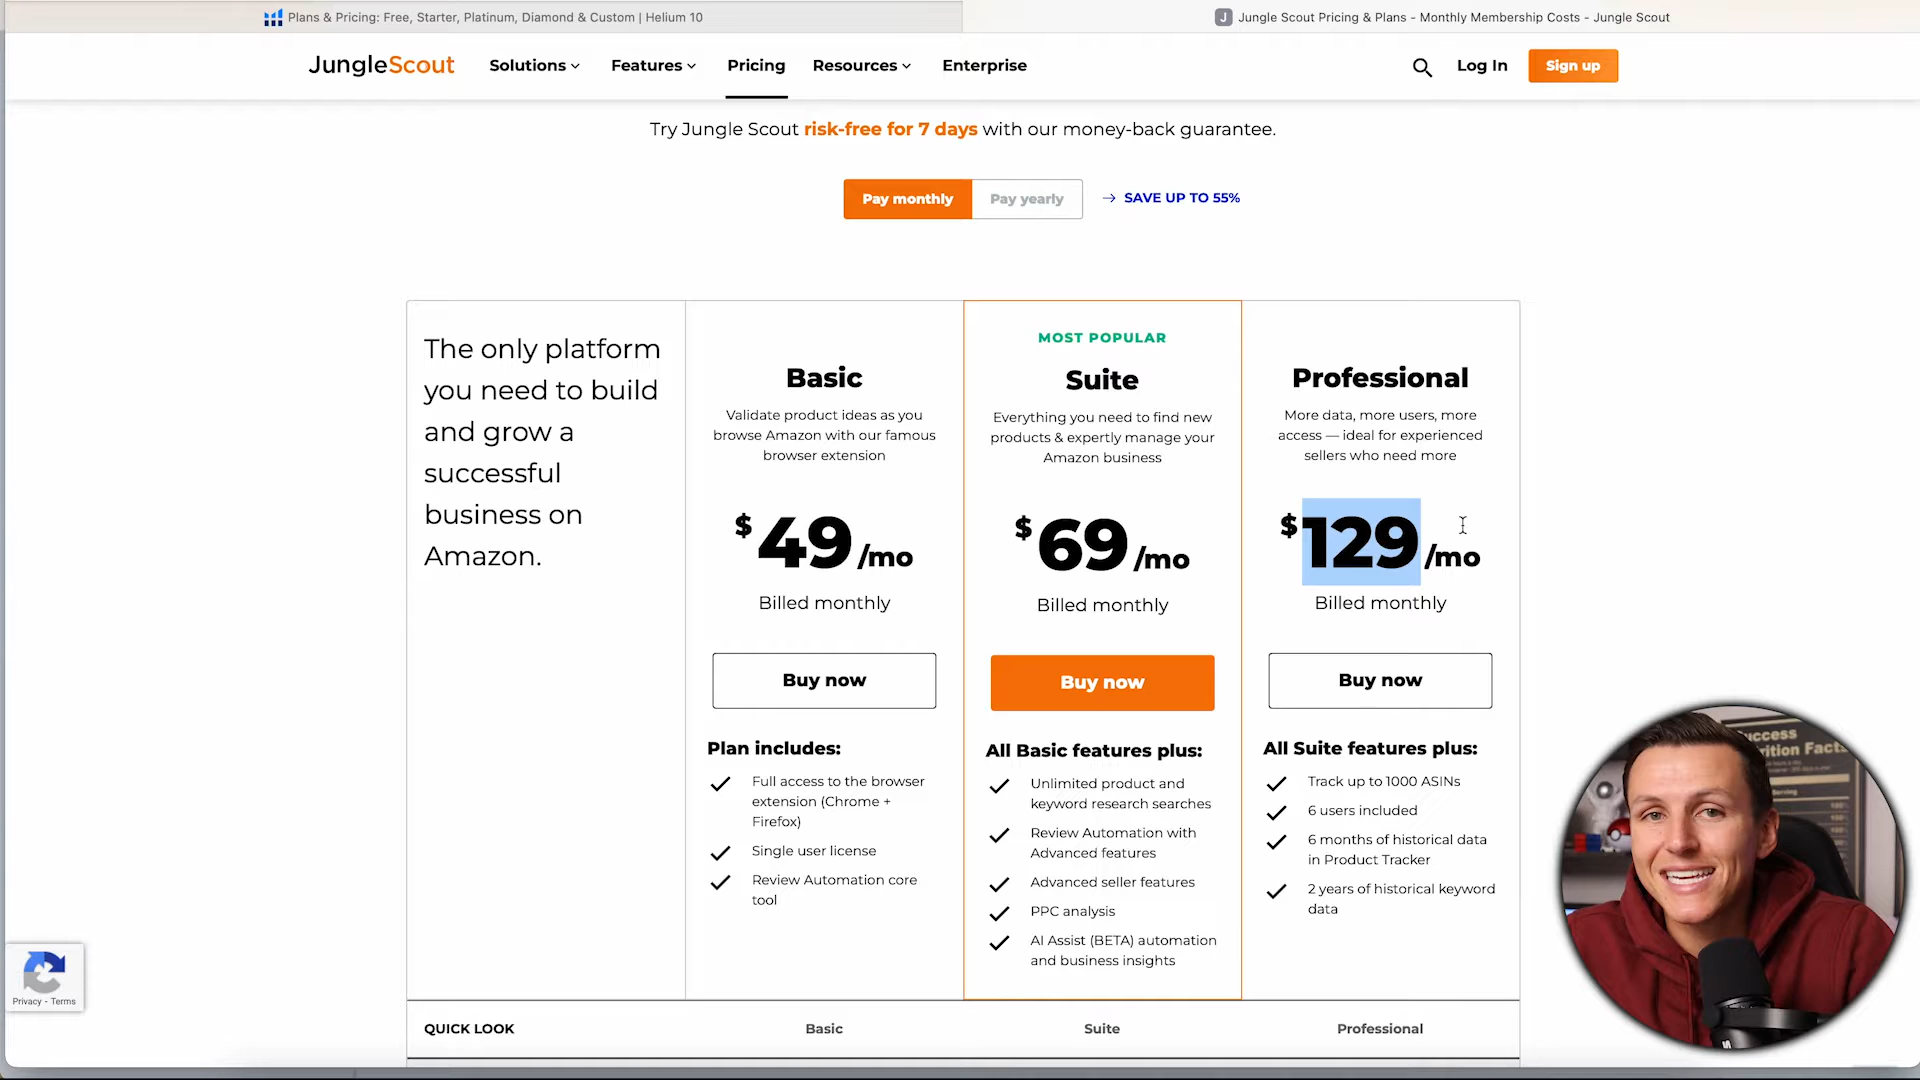 Plans & Pricing: Free, Starter, Platinum, Diamond & Custom | Helium 10
J Jungle Scout Pricing & Plans - Monthly Membership Costs - Jungle Scout
JungleScout Solutions Features Pricing Resources Enterprise Log In Sign up
Try Jungle Scout risk-free for 7 days with our money-back guarantee.
Pay monthly Pay yearly → SAVE UP TO 55%
The only platform
you need to build
and grow a
successful
business on
Amazon.
Basic
Validate product ideas as you
browse Amazon with our famous
browser extension
$49/mo
Billed monthly
Buy now
Plan includes:
Full access to the browser
extension (Chrome +
Firefox)
Single user license
Review Automation core
tool
MOST POPULAR
Suite
Everything you need to find new
products & expertly manage your
Amazon business
$69/mo
Billed monthly
Buy now
All Basic features plus:
Unlimited product and
keyword research searches
Review Automation with
Advanced features
Advanced seller features
PPC analysis
AI Assist (BETA) automation
and business insights
Professional
More data, more users, more
access — ideal for experienced
sellers who need more
$129/mo
Billed monthly
Buy now
All Suite features plus:
Track up to 1000 ASINs
6 users included
6 months of historical data
in Product Tracker
2 years of historical keyword
data
QUICK LOOK Basic Suite Professional
Privacy - Terms